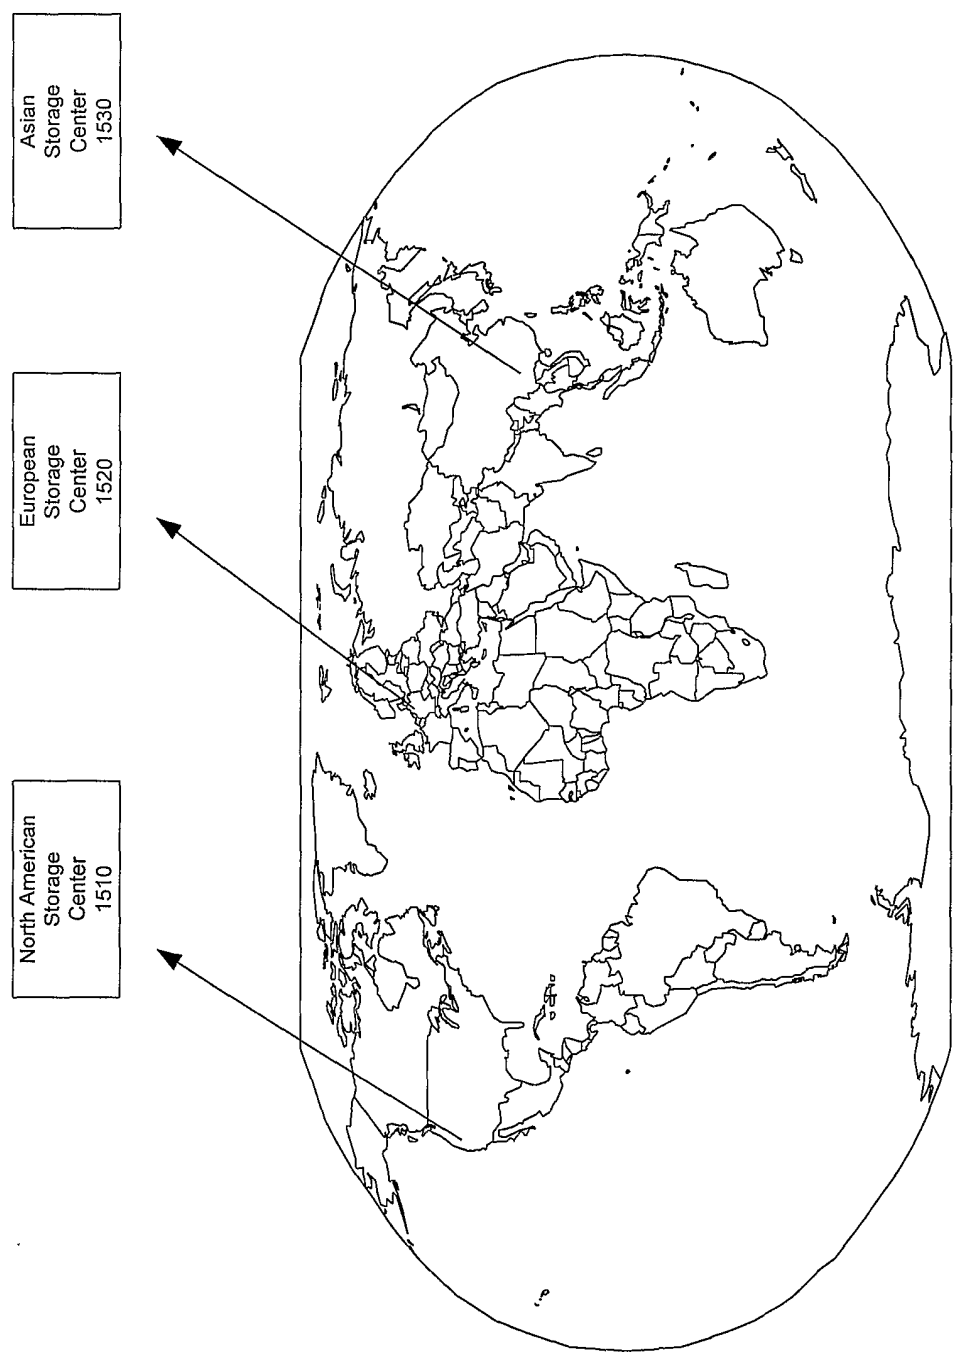 North American
Storage
Center
1510
European
Storage
Center
1520
Asian
Storage
Center
1530